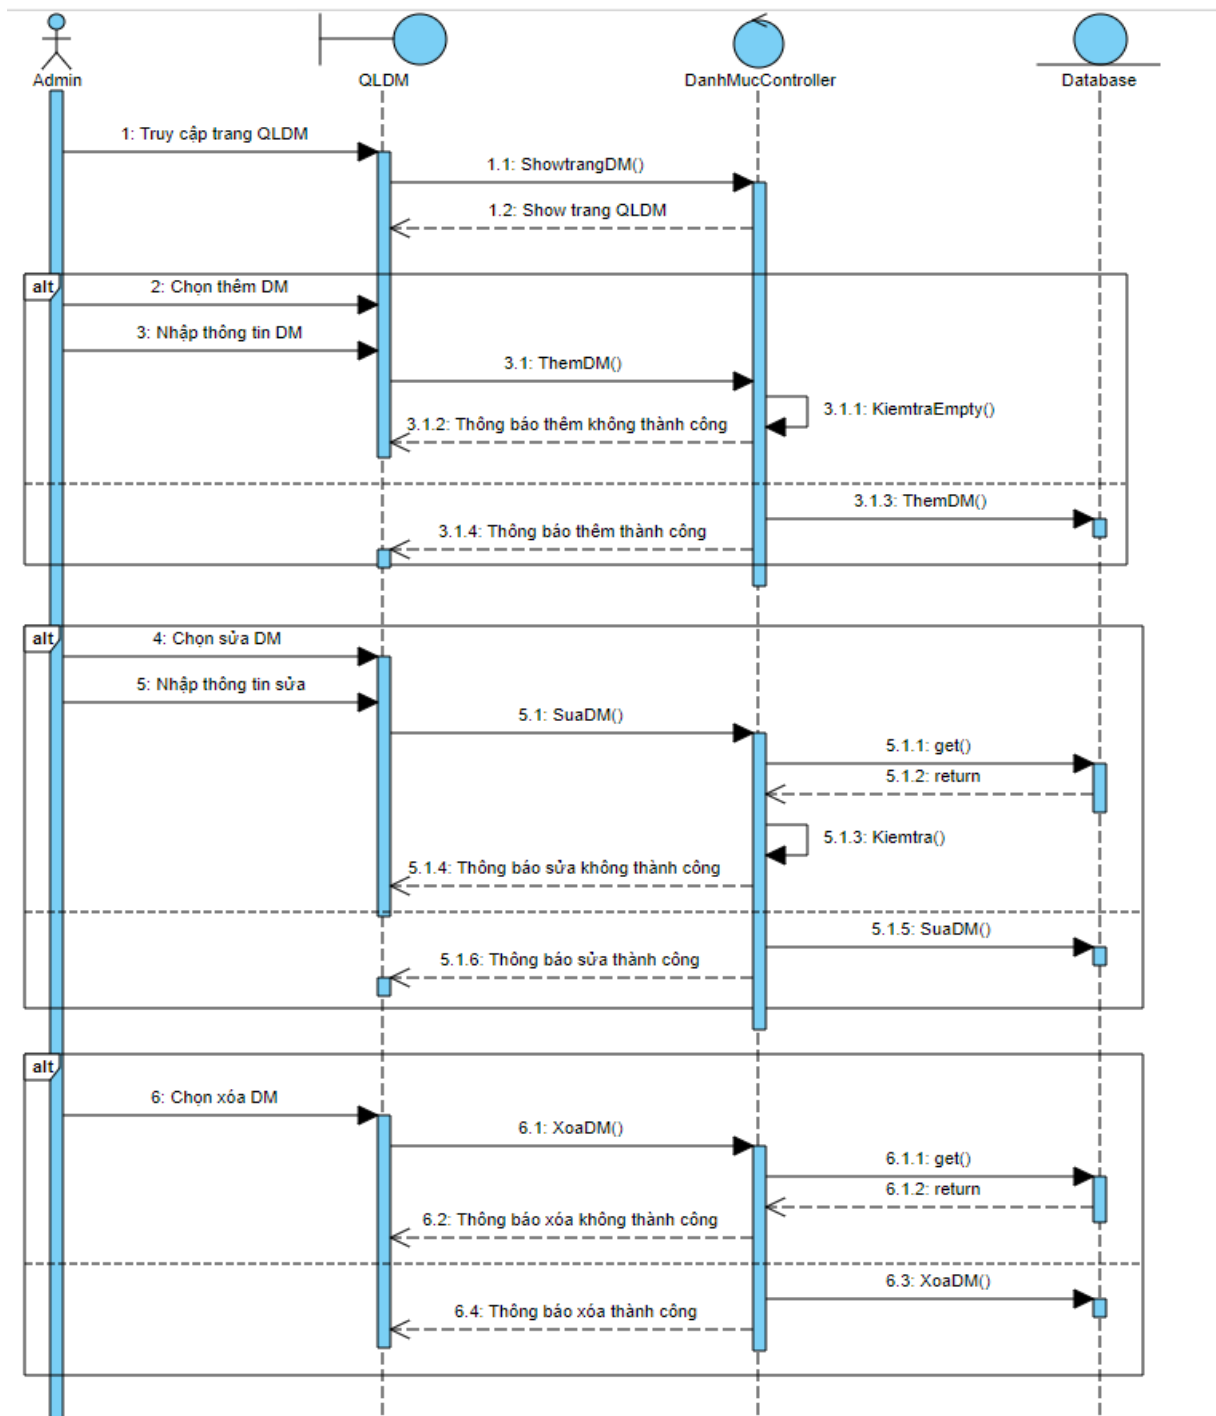 Admin
QLDM
DanhMucController
Database
1: Truy cập trang QLDM
1.1: ShowtrangDM()
1.2: Show trang QLDM
alt
2: Chọn thêm DM
3: Nhập thông tin DM
3.1: ThemDM()
3.1.1: KiemtraEmpty()
3.1.2: Thông báo thêm không thành công
3.1.3: ThemDM()
3.1.4: Thông báo thêm thành công
alt
4: Chọn sửa DM
5: Nhập thông tin sửa
5.1: SuaDM()
5.1.1: get()
5.1.2: return
5.1.3: Kiemtra()
5.1.4: Thông báo sửa không thành công
5.1.5: SuaDM()
5.1.6: Thông báo sửa thành công
alt
6: Chọn xóa DM
6.1: XoaDM()
6.1.1: get()
6.1.2: return
6.2: Thông báo xóa không thành công
6.3: XoaDM()
6.4: Thông báo xóa thành công